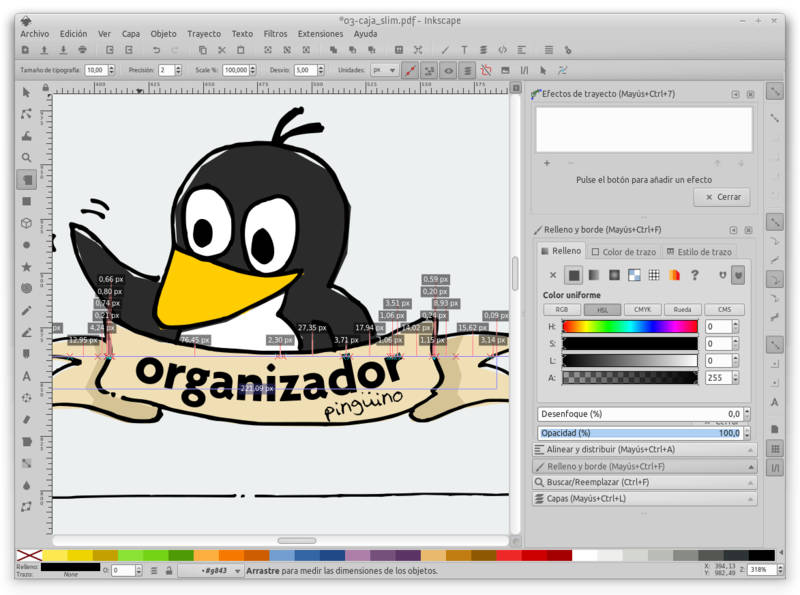 *03-caja_slim.pdf - Inkscape
Archivo Edición Ver Capa Objeto Trayecto Texto Filtros Extensiones Ayuda
Tamaño de tipografía: 10,00 Precisión: 2 Scale %: 100,000 Desvío: 5,00 Unidades: px
Efectos de trayecto (Mayús+Ctrl+7)
Pulse el botón para añadir un efecto
Cerrar
Relleno y borde (Mayús+Ctrl+F)
Relleno Color de trazo Estilo de trazo
Color uniforme
RGB HSL CMYK Rueda CMS
H: 0
S: 0
L: 0
A: 255
Desenfoque (%) 0,0
Opacidad (%) 100,0
Alinear y distribuir (Mayús+Ctrl+A)
Relleno y borde (Mayús+Ctrl+F)
Buscar/Reemplazar (Ctrl+F)
Capas (Mayús+Ctrl+L)
0,66 px 0,59 px
0,80 px 0,20 px
0,74 px 3,51 px 8,93 px
0,21 px 1,06 px 0,24 px 0,09 px
px 4,24 px 27,35 px 17,94 px 14,02 px 15,62 px
12,95 px 76,45 px 2,30 px 3,71 px 1,06 px 1,15 px 3,14 px
organizador
221,09 px
pingüino
Relleno:
Trazo: None
O: 0
#g843
Arrastre para medir las dimensiones de los objetos.
X: 394,13
Y: 982,49
Z: 318%